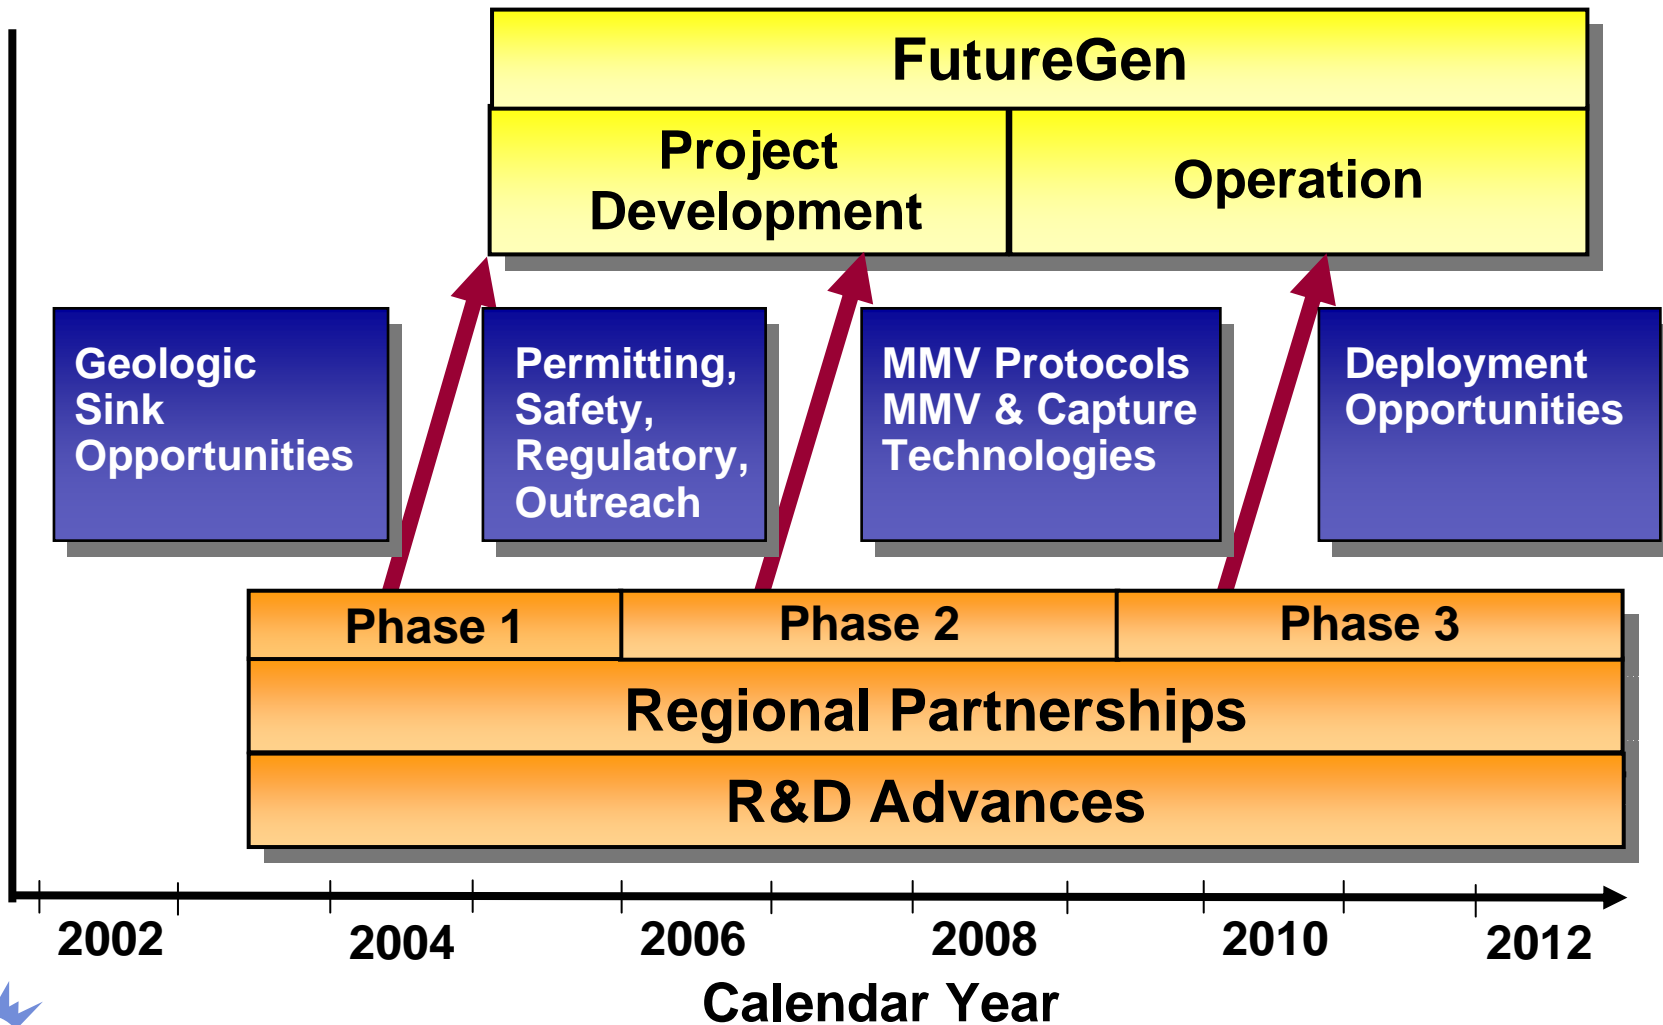 FutureGen
Project
Development
Operation
Geologic
Sink
Opportunities
Permitting,
Safety,
Regulatory,
Outreach
MMV Protocols
MMV & Capture
Technologies
Deployment
Opportunities
Phase 1
Phase 2
Phase 3
Regional Partnerships
R&D Advances
2002
2004
2006
2008
2010
2012
Calendar Year